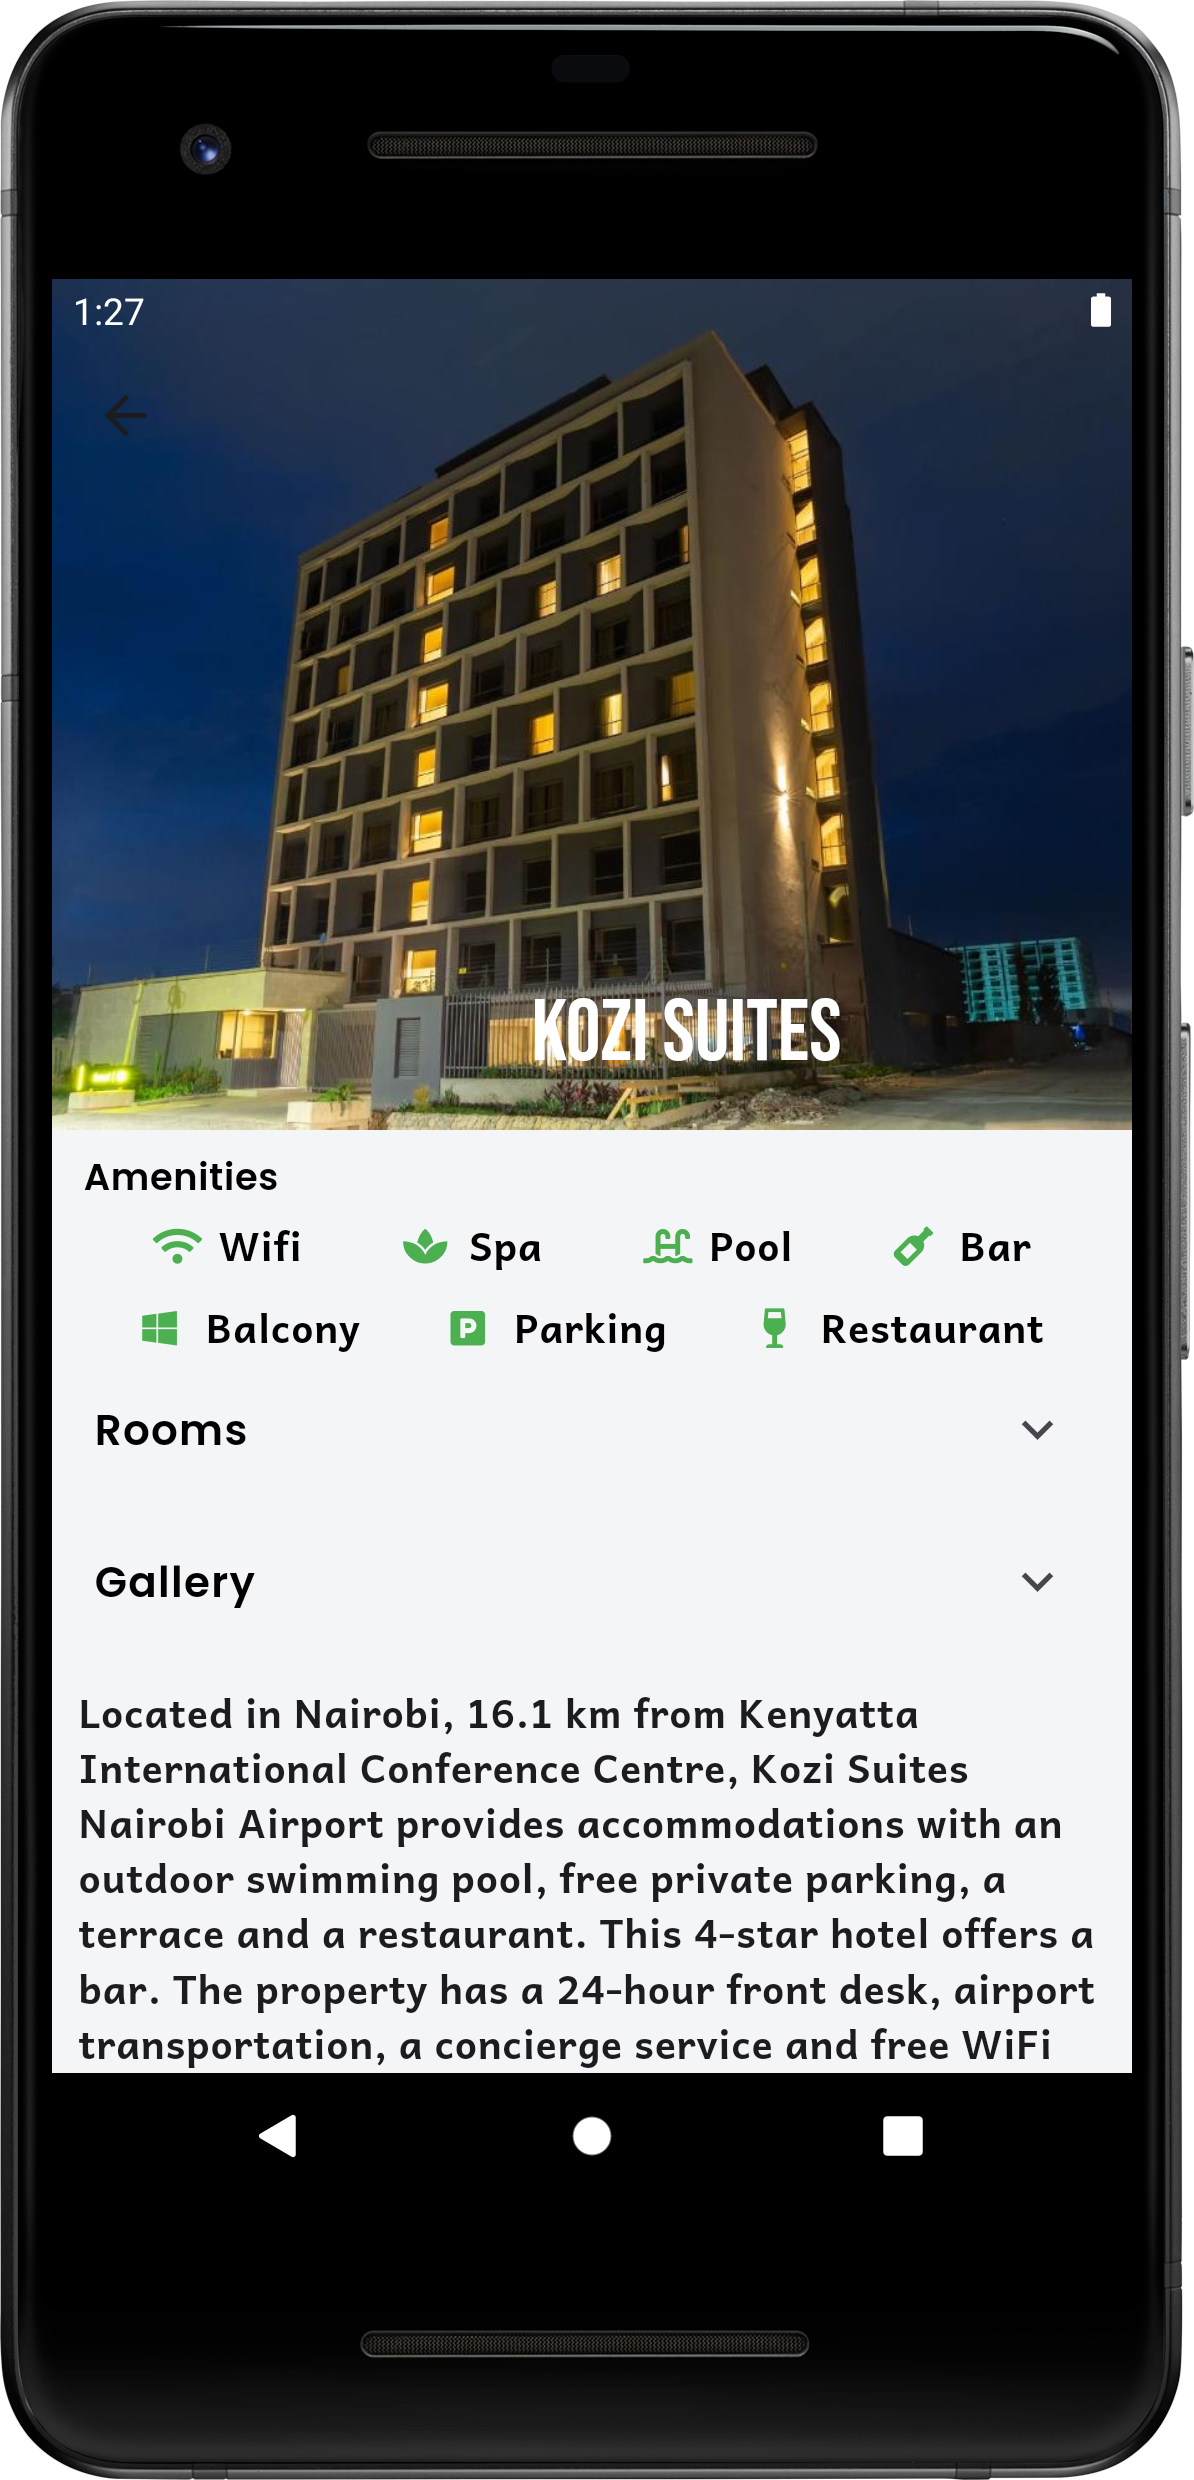 1:27
KOZI SUITES
Amenities
Wifi Spa Pool Bar
Balcony P Parking Restaurant
Rooms
Gallery
Located in Nairobi, 16.1 km from Kenyatta
International Conference Centre, Kozi Suites
Nairobi Airport provides accommodations with an
outdoor swimming pool, free private parking, a
terrace and a restaurant. This 4-star hotel offers a
bar. The property has a 24-hour front desk, airport
transportation, a concierge service and free WiFi